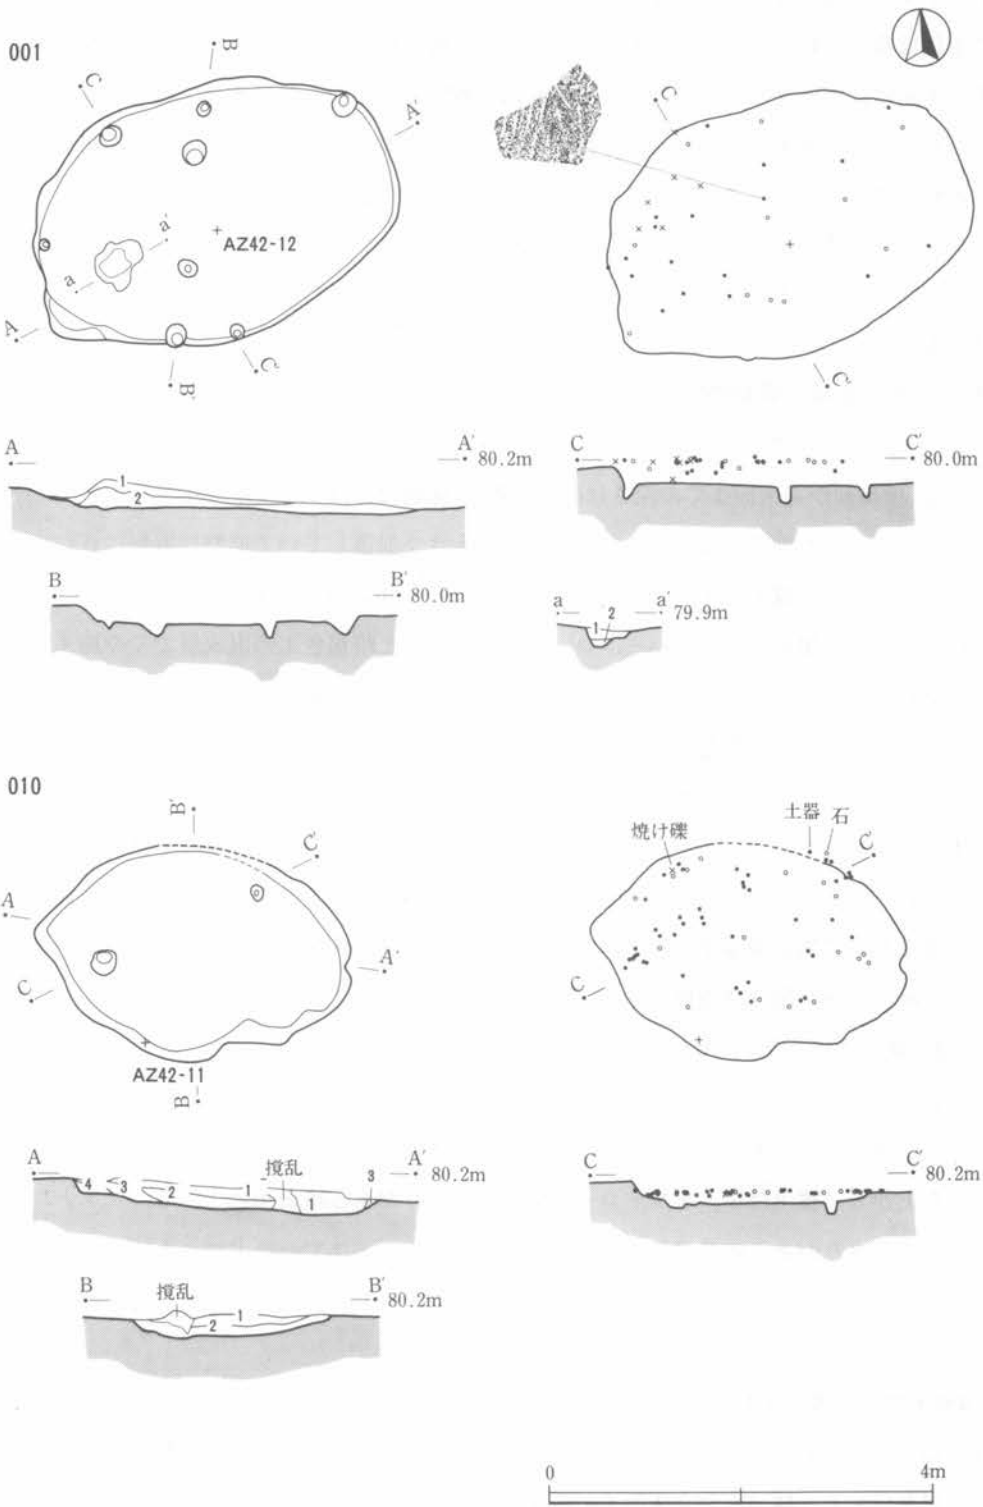 001
B
C
A'
a'
AZ42-12
a
A
B'
C'
C
C'
A
A' 80.2m
1
2
C
C' 80.0m
B
B' 80.0m
a
2
a' 79.9m
1
010
B'
C'
A
A'
C
AZ42-11
B
土器 石
焼け礫
C'
C
A
撹乱
A' 80.2m
4 3 2 1 1 3
C
C' 80.2m
B
撹乱
B' 80.2m
1
2
0 4m